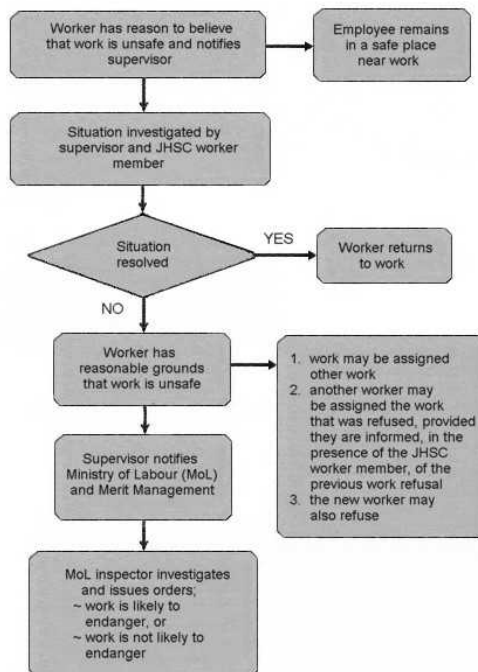 Worker has reason to believe
that work is unsafe and notifies
supervisor
Employee remains
in a safe place
near work
Situation investigated by
supervisor and JHSC worker
member
Situation
resolved
YES
Worker returns
to work
NO
Worker has
reasonable grounds
that work is unsafe
1. work may be assigned
other work
2. another worker may
be assigned the work
that was refused, provided
they are informed, in the
presence of the JHSC
worker member, of the
previous work refusal
3. the new worker may
also refuse
Supervisor notifies
Ministry of Labour (MoL)
and Merit Management
MoL inspector investigates
and issues orders;
~ work is likely to
endanger, or
~ work is not likely to
endanger